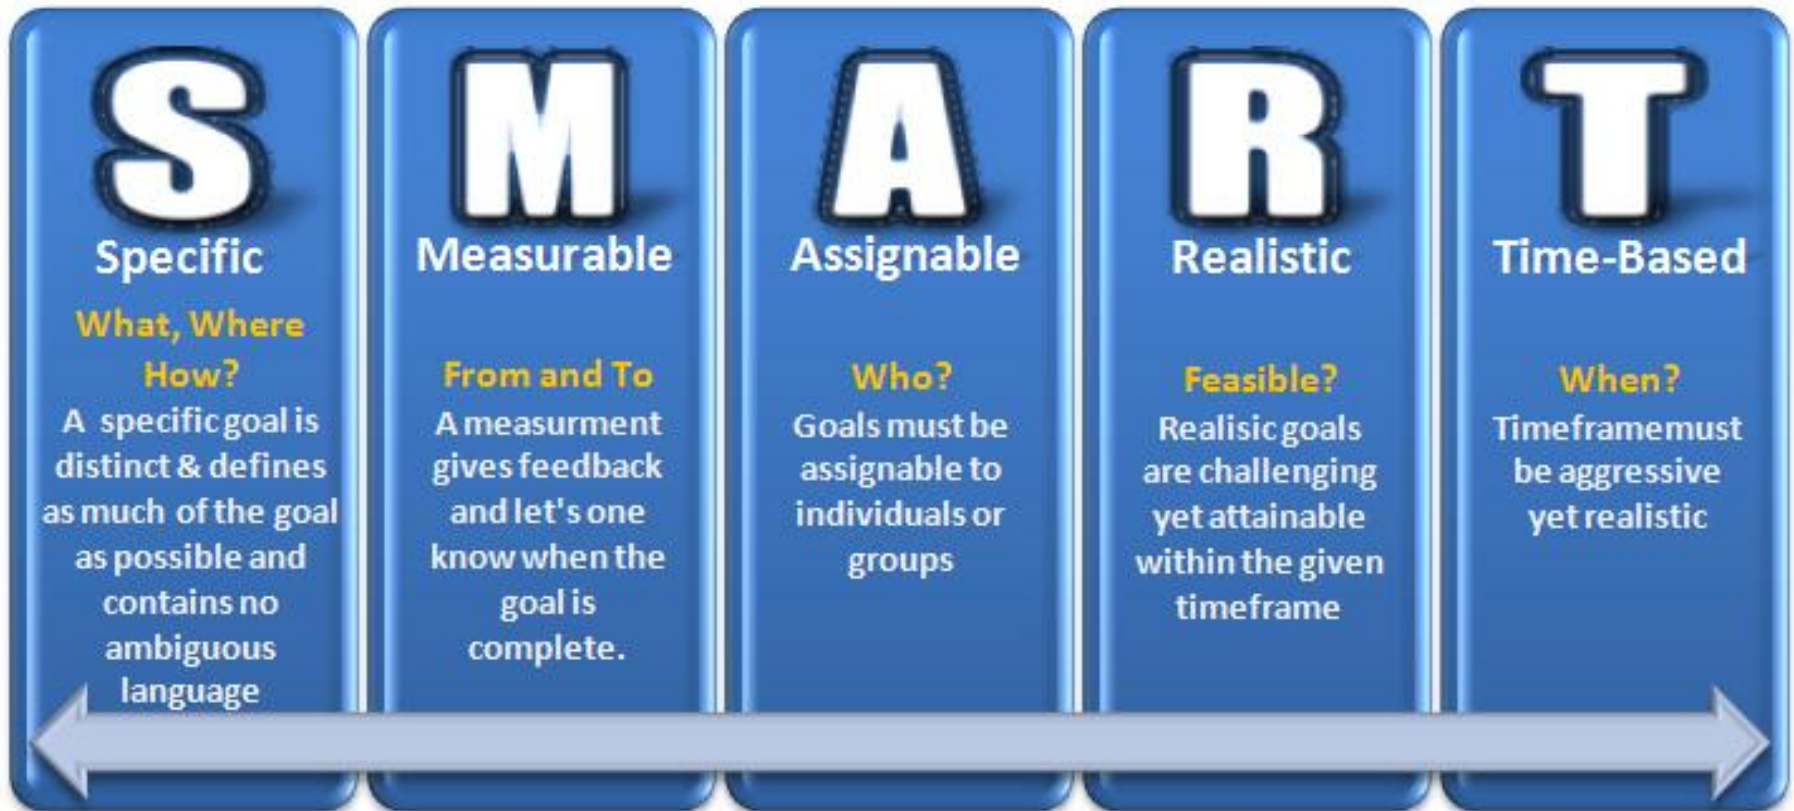 S
Specific
What, Where
How?
A specific goal is
distinct & defines
as much of the goal
as possible and
contains no
ambiguous
language
M
Measurable
From and To
A measurment
gives feedback
and let's one
know when the
goal is
complete.
A
Assignable
Who?
Goals must be
assignable to
individuals or
groups
R
Realistic
Feasible?
Realisic goals
are challenging
yet attainable
within the given
timeframe
T
Time-Based
When?
Timeframemust
be aggressive
yet realistic